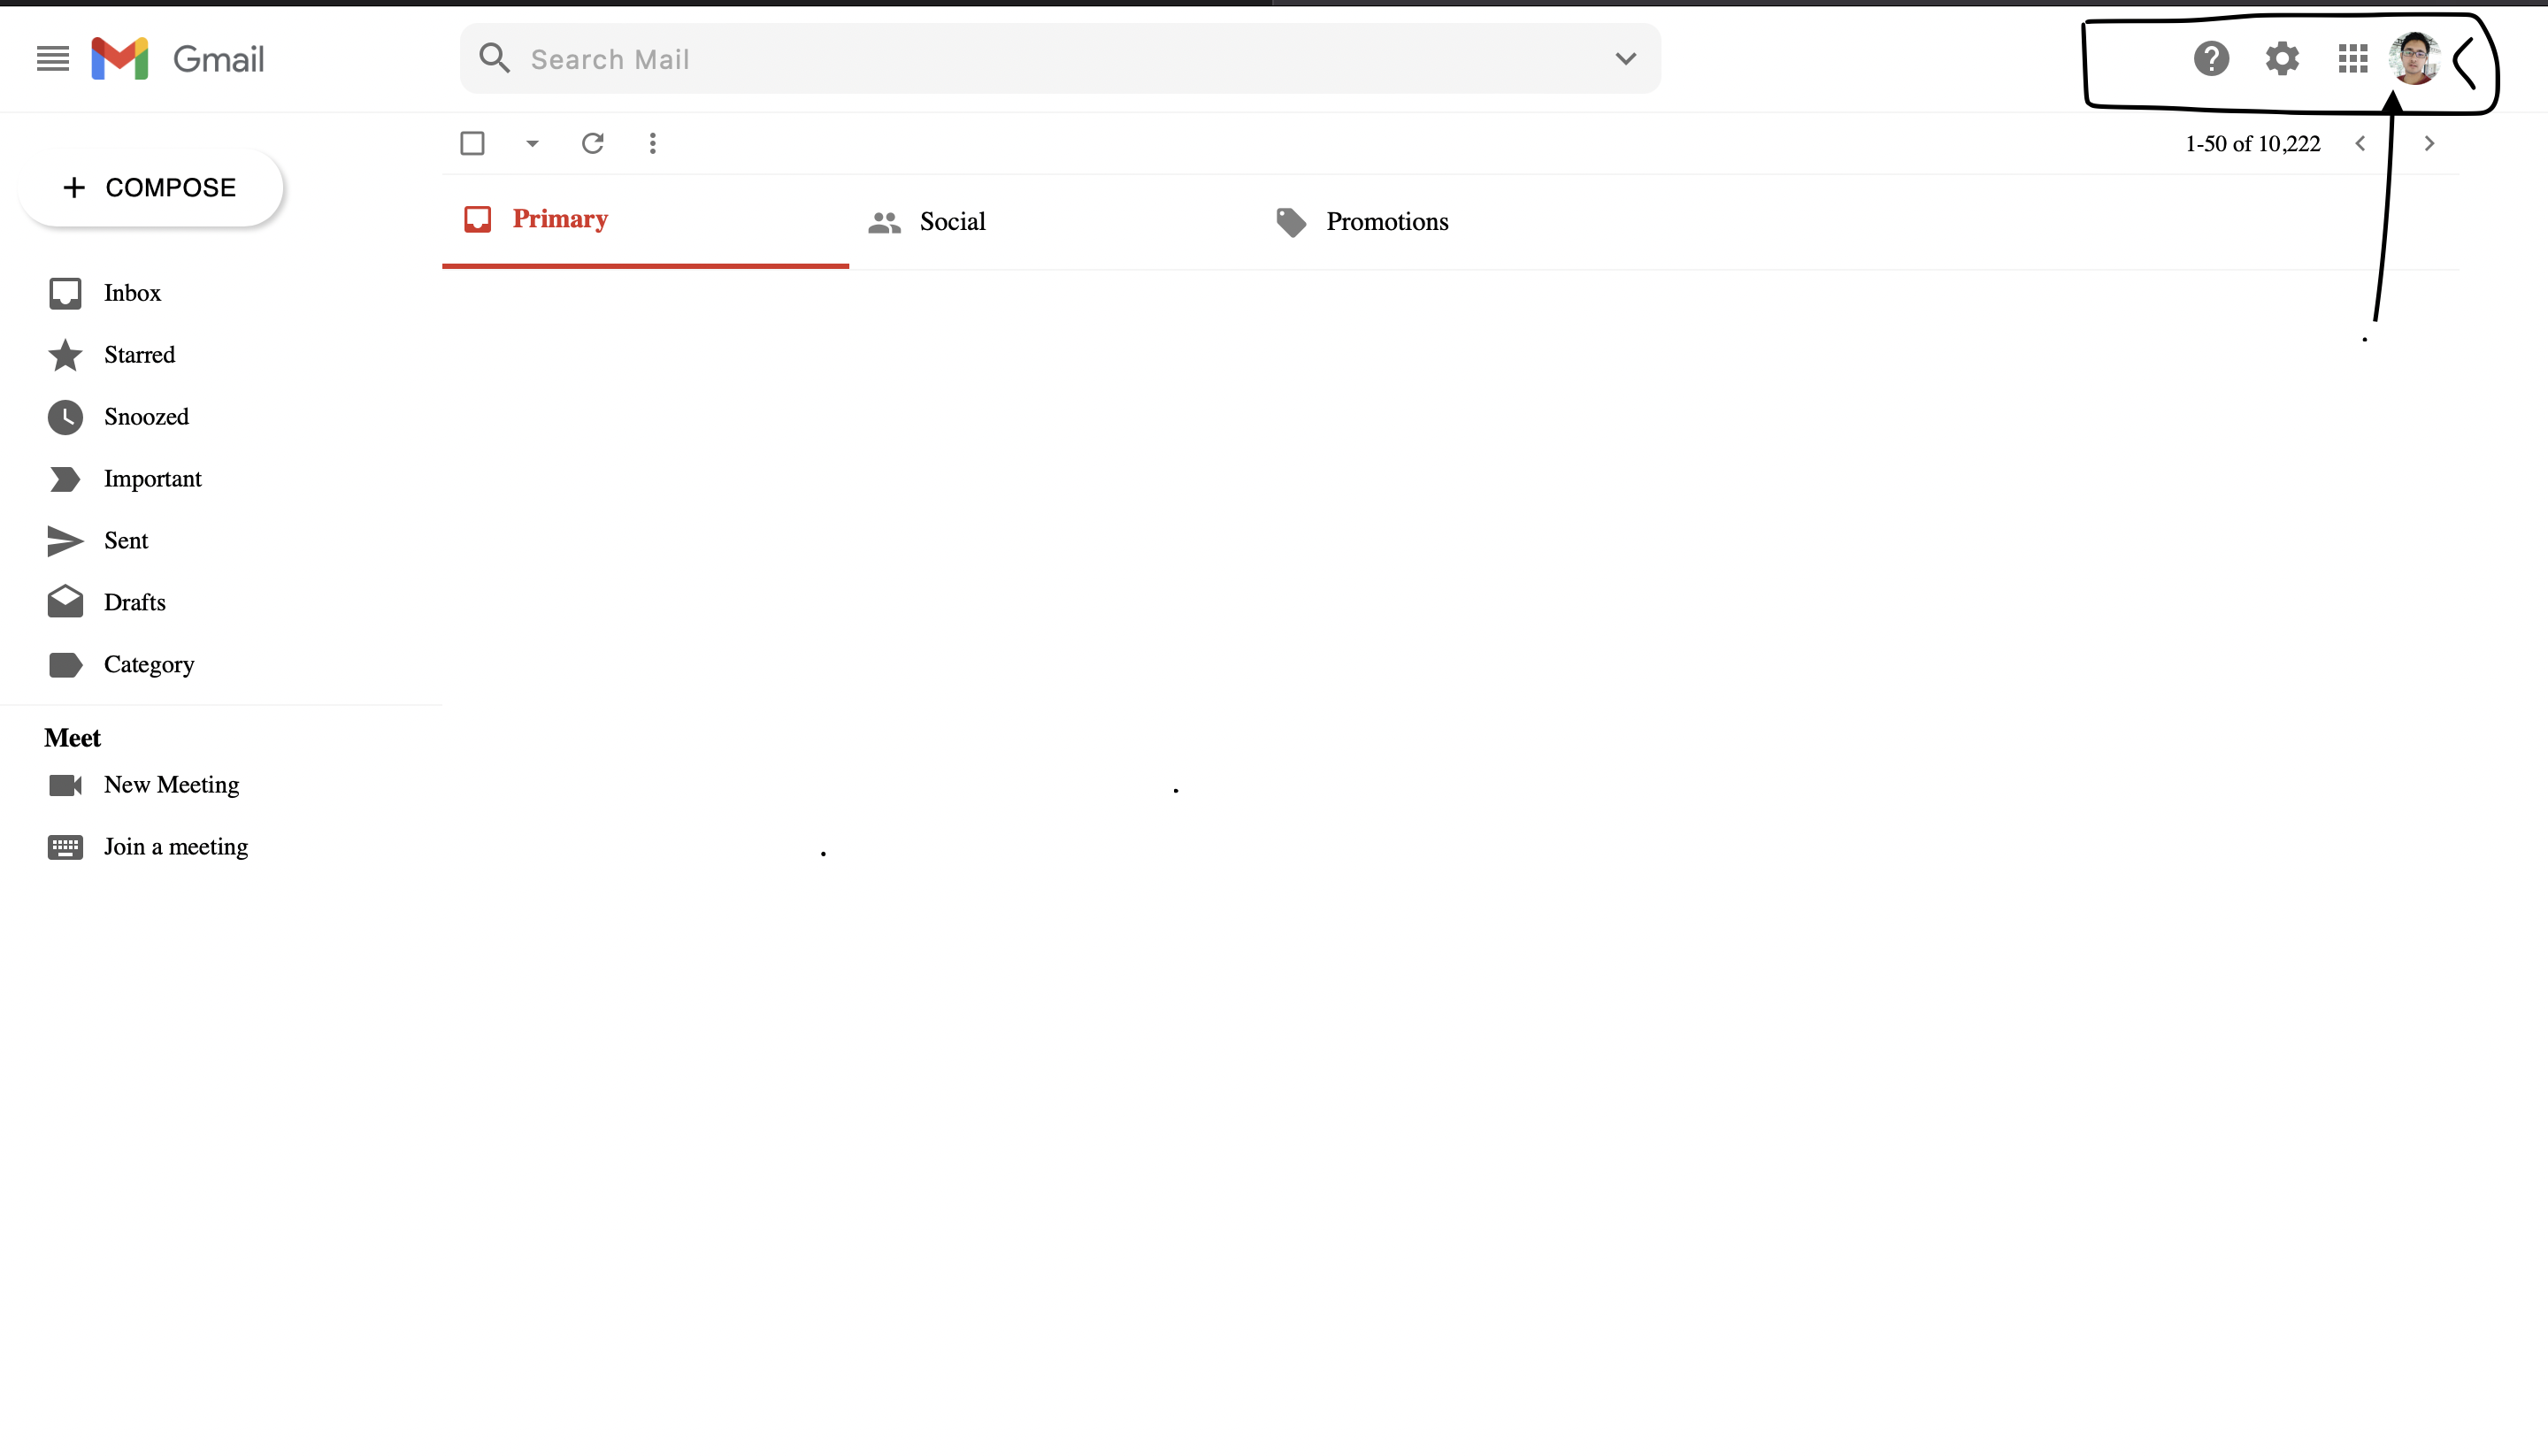 Gmail
Search Mail
1-50 of 10,222
+ COMPOSE
Primary
Social
Promotions
Inbox
Starred
Snoozed
Important
Sent
Drafts
Category
Meet
New Meeting
Join a meeting